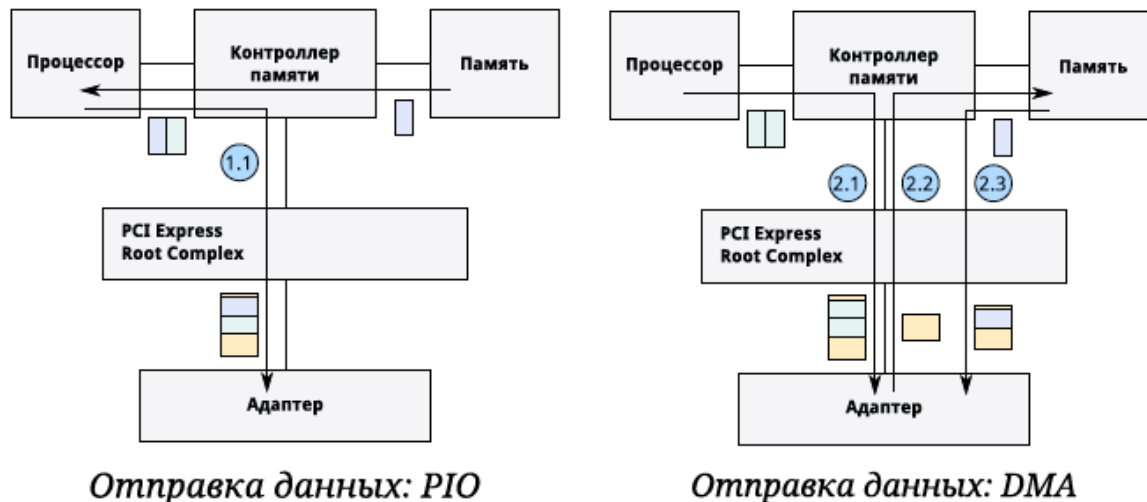 Процессор
Контроллер
памяти
Память
1.1
PCI Express
Root Complex
Адаптер
Отправка данных: PIO
Процессор
Контроллер
памяти
Память
2.1
2.2
2.3
PCI Express
Root Complex
Адаптер
Отправка данных: DMA